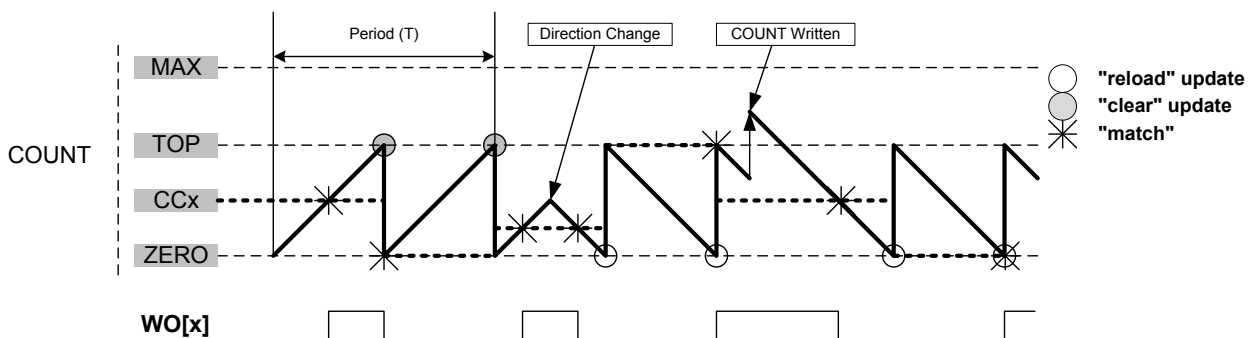 Period (T)
Direction Change
COUNT Written
MAX
"reload" update
"clear" update
TOP
"match"
COUNT
CCx
ZERO
WO[x]